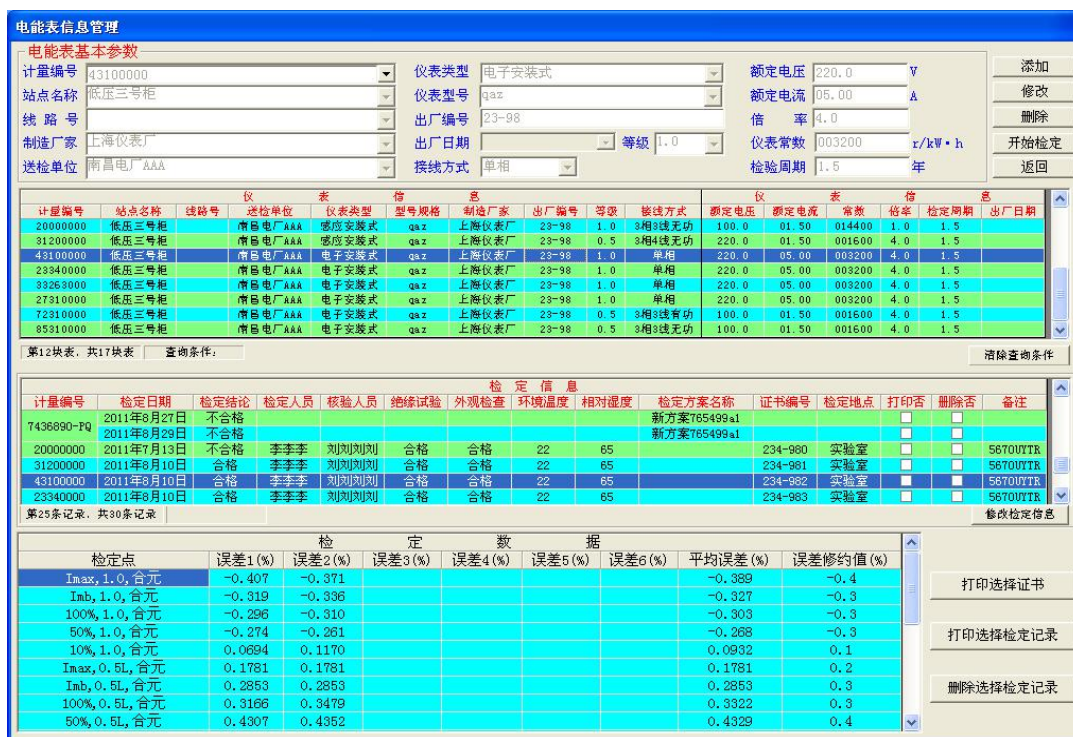 电能表信息管理
电能表基本参数
计量编号 43100000 仪表类型 电子安装式 额定电压 220.0 V 添加
站点名称 低压三号柜 仪表型号 qaz 额定电流 05.00 A 修改
线 路 号 出厂编号 23-98 倍 率 4.0 删除
制造厂家 上海仪表厂 出厂日期 等级 1.0 仪表常数 003200 r/kW·h 开始检定
送检单位 南昌电厂AAA 接线方式 单相 检验周期 1.5 年 返回
仪 表 信 息 仪 表 信 息
计量编号 站点名称 线路号 送检单位 仪表类型 型号规格 制造厂家 出厂编号 等级 接线方式 额定电压 额定电流 常数 倍率 检定周期 出厂日期
20000000 低压三号柜 南昌电厂AAA 感应安装式 qaz 上海仪表厂 23-98 1.0 3相3线无功 100.0 01.50 014400 1.0 1.5
31200000 低压三号柜 南昌电厂AAA 感应安装式 qaz 上海仪表厂 23-98 0.5 3相4线无功 220.0 01.50 001600 4.0 1.5
43100000 低压三号柜 南昌电厂AAA 电子安装式 qaz 上海仪表厂 23-98 1.0 单相 220.0 05.00 003200 4.0 1.5
23340000 低压三号柜 南昌电厂AAA 电子安装式 qaz 上海仪表厂 23-98 1.0 单相 220.0 05.00 003200 4.0 1.5
33263000 低压三号柜 南昌电厂AAA 电子安装式 qaz 上海仪表厂 23-98 1.0 单相 220.0 05.00 003200 4.0 1.5
27310000 低压三号柜 南昌电厂AAA 电子安装式 qaz 上海仪表厂 23-98 1.0 单相 220.0 05.00 003200 4.0 1.5
72310000 低压三号柜 南昌电厂AAA 电子安装式 qaz 上海仪表厂 23-98 0.5 3相3线有功 100.0 01.50 001600 4.0 1.5
85310000 低压三号柜 南昌电厂AAA 电子安装式 qaz 上海仪表厂 23-98 0.5 3相3线无功 100.0 01.50 001600 4.0 1.5
第12块表，共17块表 查询条件： 清除查询条件
检 定 信 息
计量编号 检定日期 检定结论 检定人员 核验人员 绝缘试验 外观检查 环境温度 相对湿度 检定方案名称 证书编号 检定地点 打印否 删除否 备注
7436890-PQ 2011年8月27日 不合格 新方案765499a1
2011年8月29日 不合格 新方案765499a1
20000000 2011年7月13日 不合格 李李李 刘刘刘刘 合格 合格 22 65 234-980 实验室 5670UYTR
31200000 2011年8月10日 合格 李李李 刘刘刘刘 合格 合格 22 65 234-981 实验室 5670UYTR
43100000 2011年8月10日 合格 李李李 刘刘刘刘 合格 合格 22 65 234-982 实验室 5670UYTR
23340000 2011年8月10日 合格 李李李 刘刘刘刘 合格 合格 22 65 234-983 实验室 5670UYTR
第25条记录，共30条记录 修改检定信息
检 定 数 据
检定点 误差1(%) 误差2(%) 误差3(%) 误差4(%) 误差5(%) 误差6(%) 平均误差(%) 误差修约值(%)
Imax,1.0,合元 -0.407 -0.371 -0.389 -0.4
Imb,1.0,合元 -0.319 -0.336 -0.327 -0.3
100%,1.0,合元 -0.296 -0.310 -0.303 -0.3
50%,1.0,合元 -0.274 -0.261 -0.268 -0.3
10%,1.0,合元 0.0694 0.1170 0.0932 0.1
Imax,0.5L,合元 0.1781 0.1781 0.1781 0.2
Imb,0.5L,合元 0.2853 0.2853 0.2853 0.3
100%,0.5L,合元 0.3166 0.3479 0.3322 0.3
50%,0.5L,合元 0.4307 0.4352 0.4329 0.4
打印选择证书
打印选择检定记录
删除选择检定记录